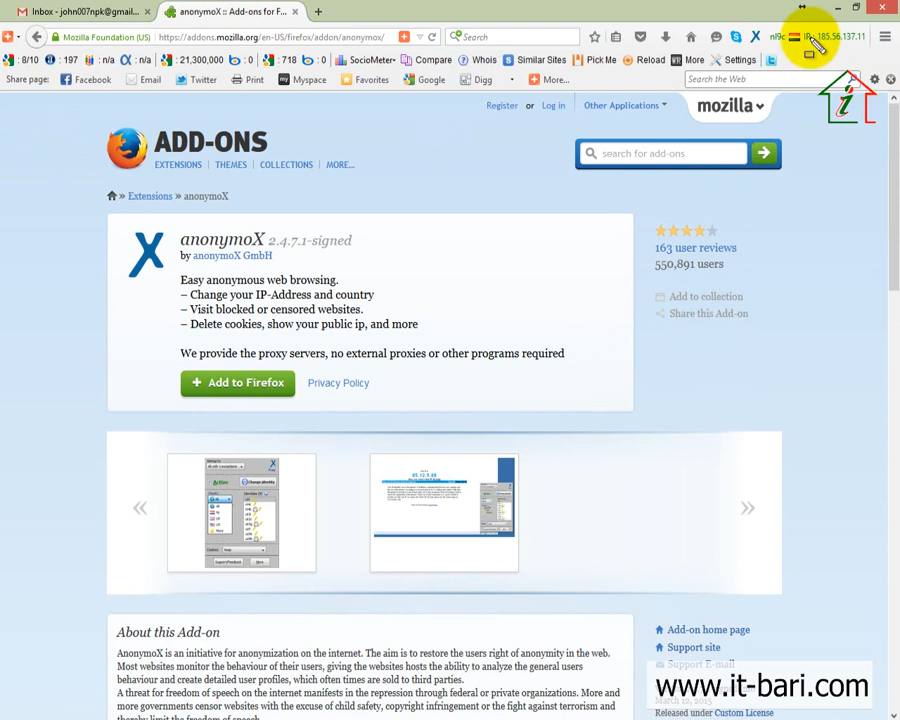 Inbox - john007npk@gmail... ×
anonymoX :: Add-ons for F... ×
Mozilla Foundation (US)
https://addons.mozilla.org/en-US/firefox/addon/anonymox/
Search
nl9c
IP: 185.56.137.11
: 8/10
: 197
: n/a
α : n/a
: 21,300,000
: 0
: 718
: 0
SocioMeter
Compare
Whois
Similar Sites
Pick Me
Reload
More
Settings
Share page:
Facebook
Email
Twitter
Print
Myspace
Favorites
Google
Digg
More...
Search the Web
Register or Log in
Other Applications
mozilla
ADD-ONS
EXTENSIONS | THEMES | COLLECTIONS | MORE...
search for add-ons
» Extensions » anonymoX
anonymoX 2.4.7.1-signed
by anonymoX GmbH
Easy anonymous web browsing.
– Change your IP-Address and country
– Visit blocked or censored websites.
– Delete cookies, show your public ip, and more
We provide the proxy servers, no external proxies or other programs required
+ Add to Firefox
Privacy Policy
163 user reviews
550,891 users
Add to collection
Share this Add-on
«
Active
Change identity
»
About this Add-on
AnonymoX is an initiative for anonymization on the internet. The aim is to restore the users right of anonymity in the web.
Most websites monitor the behaviour of their users, giving the websites hosts the ability to analyze the general users
behaviour and create detailed user profiles, which often times are sold to third parties.
A threat for freedom of speech on the internet manifests in the repression through federal or private organizations. More and
more governments censor websites with the excuse of child safety, copyright infringement or the fight against terrorism and
thereby limit the freedom of speech.
Add-on home page
Support site
Support E-mail
www.it-bari.com
March 12, 2015
Released under Custom License